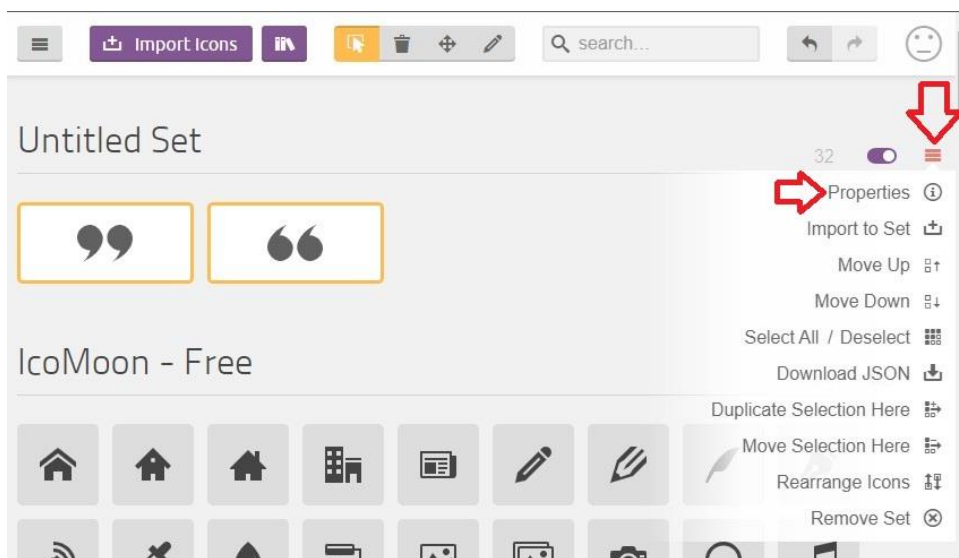 Import Icons
search...
Untitled Set
32
Properties
Import to Set
Move Up
Move Down
Select All / Deselect
IcoMoon - Free
Download JSON
Duplicate Selection Here
Move Selection Here
Rearrange Icons
Remove Set